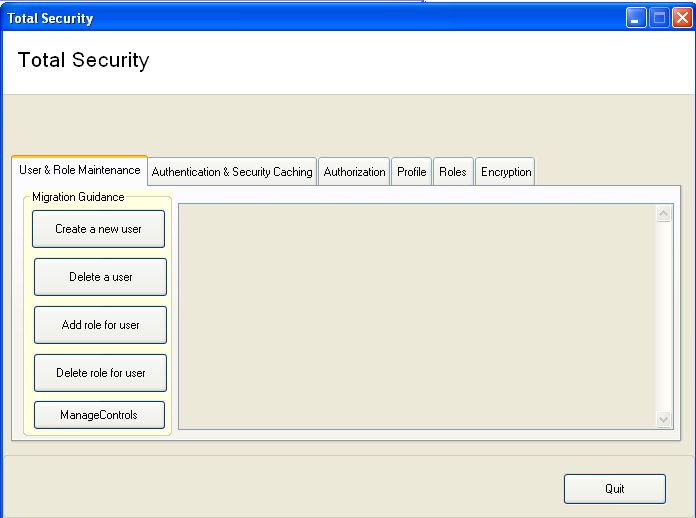 Total Security
Total Security
User & Role Maintenance
Authentication & Security Caching
Authorization
Profile
Roles
Encryption
Migration Guidance
Create a new user
Delete a user
Add role for user
Delete role for user
ManageControls
Quit